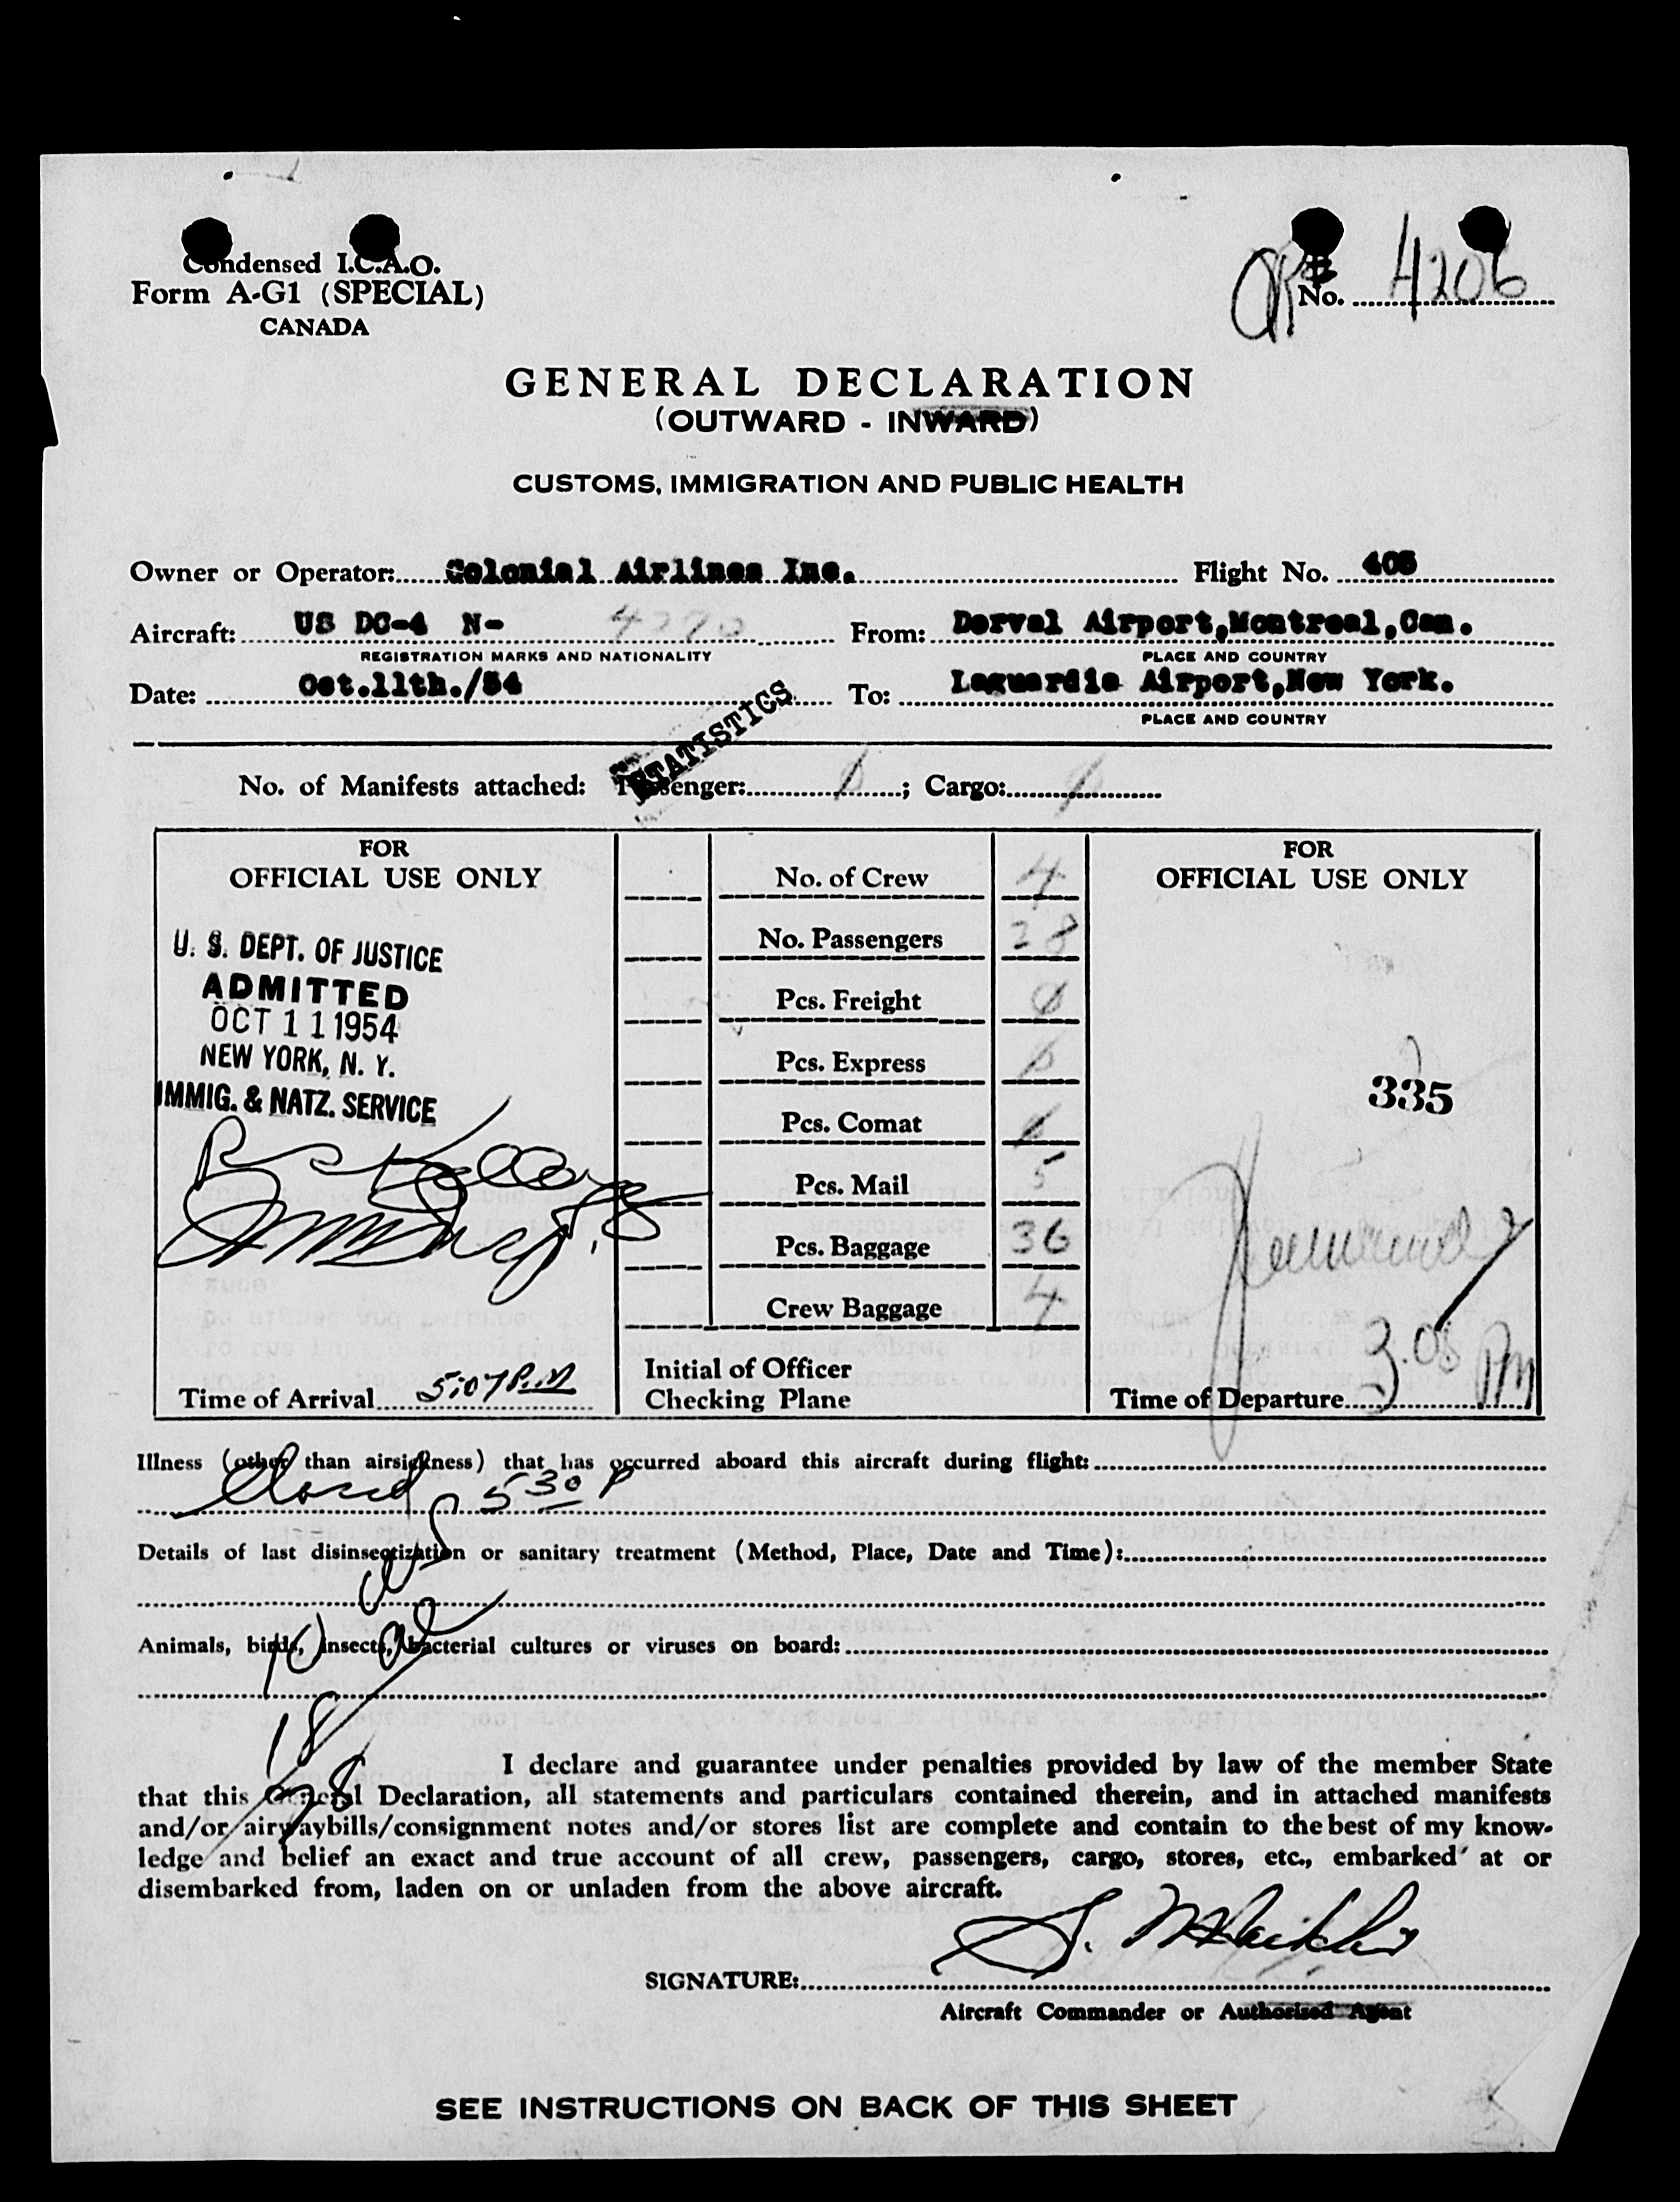 Condensed I.C.A.O.
Form A-G1 (SPECIAL)
CANADA
No. 4206
GENERAL DECLARATION
(OUTWARD - INWARD)
CUSTOMS, IMMIGRATION AND PUBLIC HEALTH
Owner or Operator: Colonial Airlines Inc. Flight No. 405
Aircraft: US DC-4 N- 4270 From: Dorval Airport,Montreal,Can.
REGISTRATION MARKS AND NATIONALITY PLACE AND COUNTRY
Date: Oct.11th./54 To: Laguardia Airport,New York.
PLACE AND COUNTRY
STATISTICS
No. of Manifests attached: Passenger: ; Cargo:
FOR
OFFICIAL USE ONLY
U. S. DEPT. OF JUSTICE
ADMITTED
OCT 11 1954
NEW YORK, N. Y.
IMMIG. & NATZ. SERVICE
Time of Arrival 5:07 P.M
No. of Crew 4
No. Passengers 28
Pcs. Freight 0
Pcs. Express 0
Pcs. Comat 0
Pcs. Mail 5
Pcs. Baggage 36
Crew Baggage 4
Initial of Officer
Checking Plane
FOR
OFFICIAL USE ONLY
335
Time of Departure 3.05 PM
Illness (other than airsickness) that has occurred aboard this aircraft during flight:
Closed 530 P
Details of last disinsectization or sanitary treatment (Method, Place, Date and Time):
Animals, birds, insects, bacterial cultures or viruses on board:
10
18
28
I declare and guarantee under penalties provided by law of the member State
that this General Declaration, all statements and particulars contained therein, and in attached manifests
and/or airwaybills/consignment notes and/or stores list are complete and contain to the best of my know-
ledge and belief an exact and true account of all crew, passengers, cargo, stores, etc., embarked at or
disembarked from, laden on or unladen from the above aircraft.
SIGNATURE:
Aircraft Commander or Authorised Agent
SEE INSTRUCTIONS ON BACK OF THIS SHEET